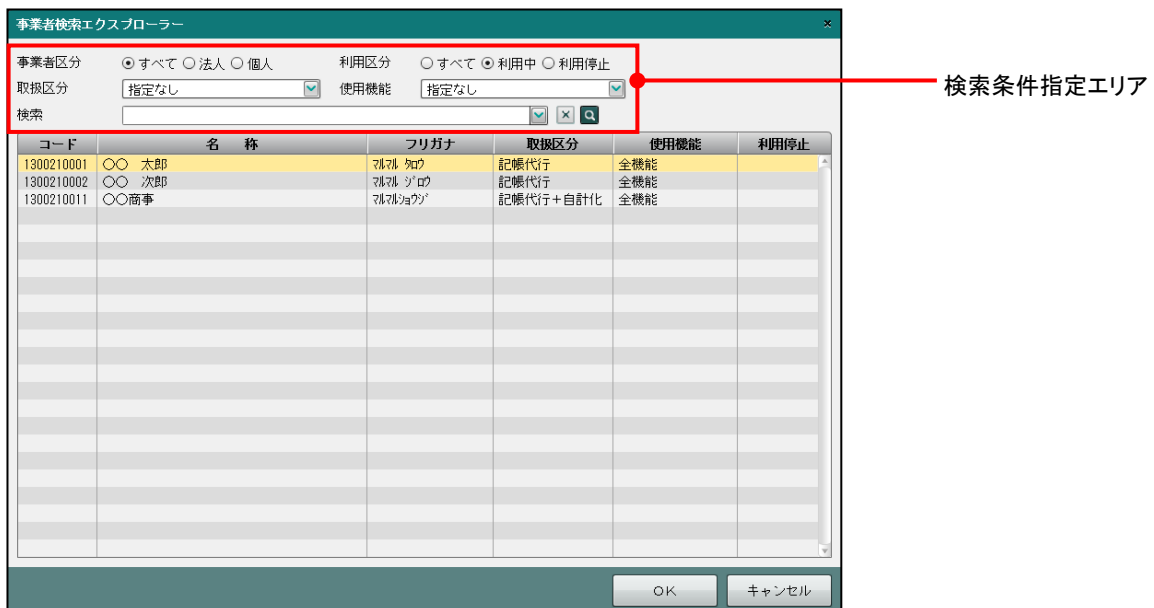 事業者検索エクスプローラー ×
事業者区分 すべて 法人 個人 利用区分 すべて 利用中 利用停止
取扱区分 指定なし 使用機能 指定なし
検索
検索条件指定エリア
コード 名 称 フリガナ 取扱区分 使用機能 利用停止
1300210001 〇〇 太郎 ﾏﾙﾏﾙ ﾀﾛｳ 記帳代行 全機能
1300210002 〇〇 次郎 ﾏﾙﾏﾙ ｼﾞﾛｳ 記帳代行 全機能
1300210011 〇〇商事 ﾏﾙﾏﾙｼｮｳｼﾞ 記帳代行+自計化 全機能
OK キャンセル